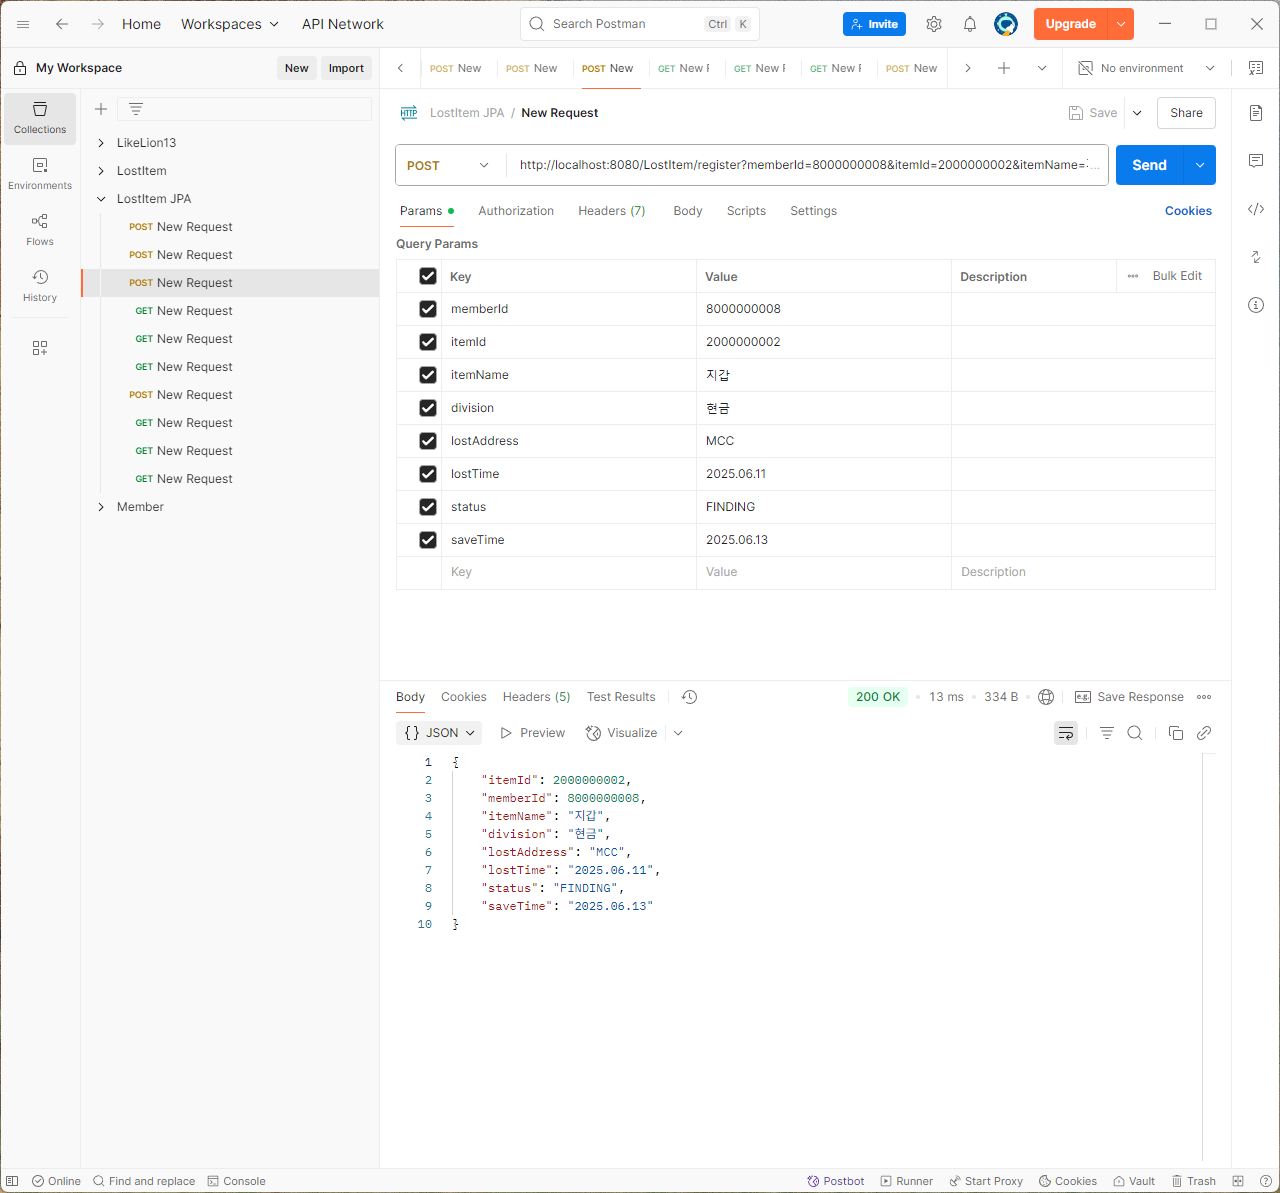 Home
Workspaces
API Network
Search Postman
Ctrl K
Invite
Upgrade
My Workspace
New
Import
POST New
POST New
POST New
GET New
GET New
GET New
POST New
No environment
Collections
Environments
Flows
History
LikeLion13
LostItem
LostItem JPA
POST New Request
POST New Request
POST New Request
GET New Request
GET New Request
GET New Request
POST New Request
GET New Request
GET New Request
GET New Request
Member
HTTP LostItem JPA / New Request
Save
Share
POST
http://localhost:8080/LostItem/register?memberId=8000000008&itemId=2000000002&itemName=...
Send
Params
Authorization
Headers (7)
Body
Scripts
Settings
Cookies
Query Params
Key Value Description Bulk Edit
memberId 8000000008
itemId 2000000002
itemName 지갑
division 현금
lostAddress MCC
lostTime 2025.06.11
status FINDING
saveTime 2025.06.13
Key Value Description
Body Cookies Headers (5) Test Results
200 OK 13 ms 334 B
e.g. Save Response
{} JSON
Preview
Visualize
1 {
2 "itemId": 2000000002,
3 "memberId": 8000000008,
4 "itemName": "지갑",
5 "division": "현금",
6 "lostAddress": "MCC",
7 "lostTime": "2025.06.11",
8 "status": "FINDING",
9 "saveTime": "2025.06.13"
10 }
Online
Find and replace
Console
Postbot
Runner
Start Proxy
Cookies
Vault
Trash